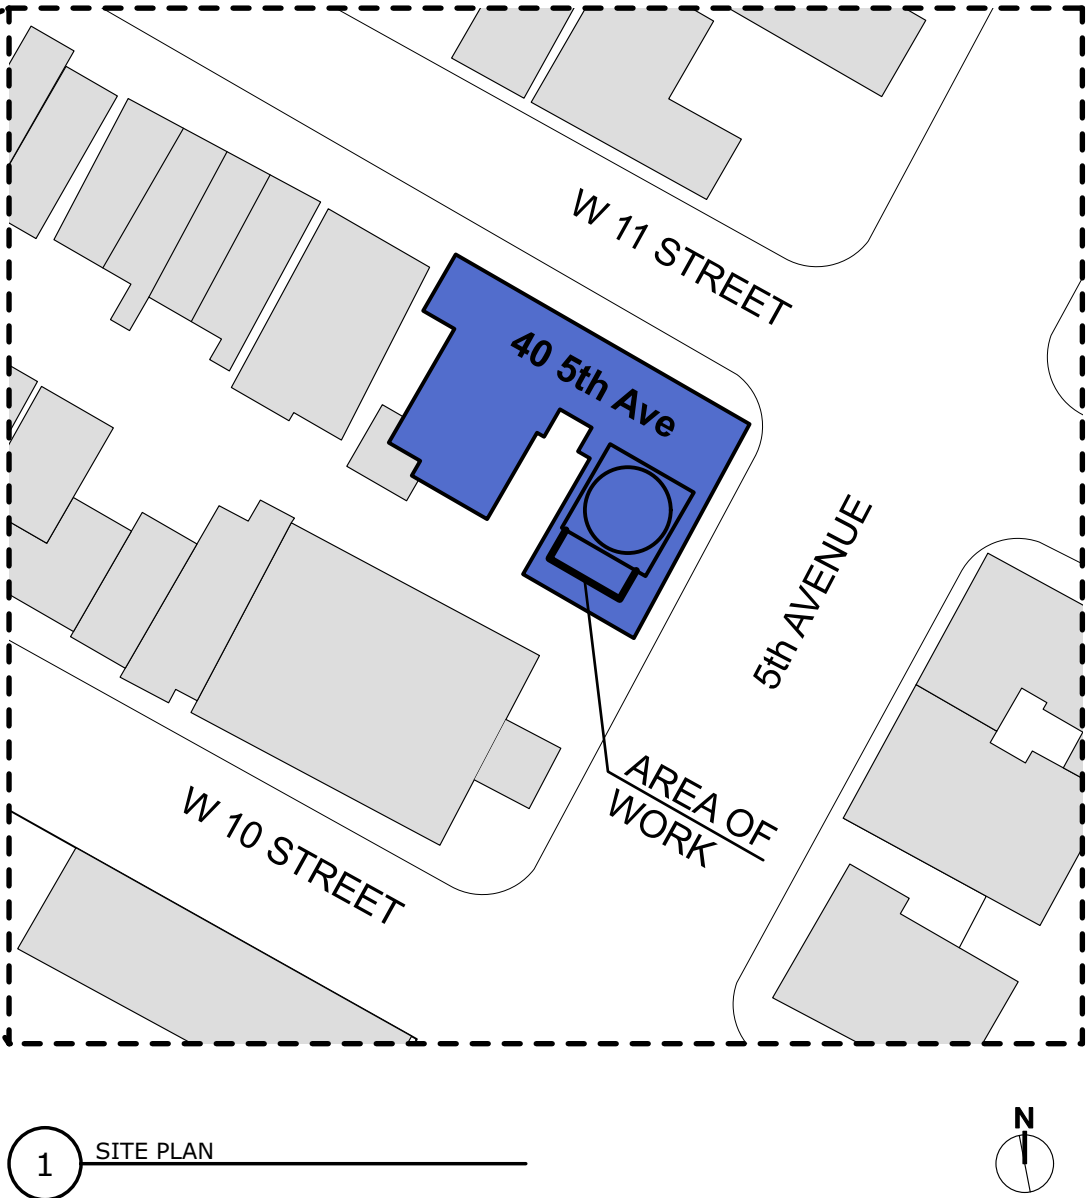 W 11 STREET
40 5th Ave
5th AVENUE
AREA OF
WORK
W 10 STREET
N
1
SITE PLAN